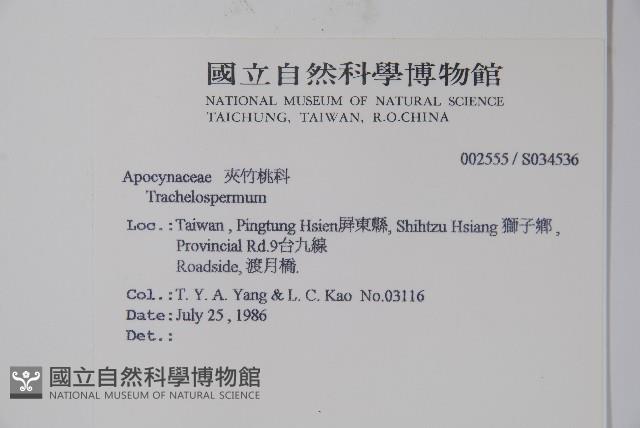 國立自然科學博物館
NATIONAL MUSEUM OF NATURAL SCIENCE
TAICHUNG, TAIWAN, R.O.CHINA
002555 / S034536
Apocynaceae 夾竹桃科
Trachelospermum
Loc.: Taiwan , Pingtung Hsien屏東縣, Shihtzu Hsiang 獅子鄉 ,
Provincial Rd.9台九線
Roadside, 渡月橋.
Col.: T. Y. A. Yang & L. C. Kao No.03116
Date: July 25 , 1986
Det.:
國立自然科學博物館
NATIONAL MUSEUM OF NATURAL SCIENCE